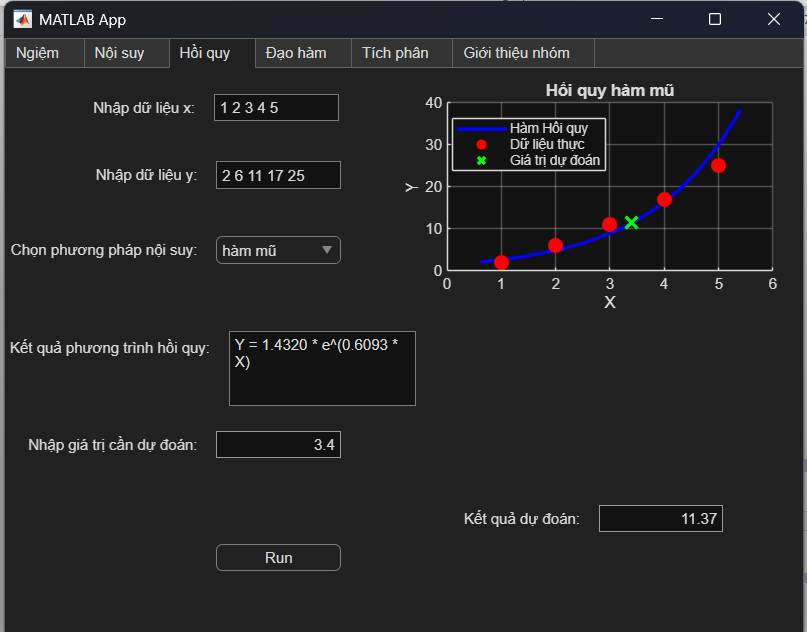 MATLAB App
Ngiệm Nội suy Hồi quy Đạo hàm Tích phân Giới thiệu nhóm
Nhập dữ liệu x: 1 2 3 4 5
Nhập dữ liệu y: 2 6 11 17 25
Chọn phương pháp nội suy: hàm mũ
Kết quả phương trình hồi quy: Y = 1.4320 * e^(0.6093 *
X)
Nhập giá trị cần dự đoán: 3.4
Run
Hồi quy hàm mũ
Hàm Hồi quy
Dữ liệu thực
Giá trị dự đoán
Y
40
30
20
10
0
0 1 2 3 4 5 6
X
Kết quả dự đoán: 11.37